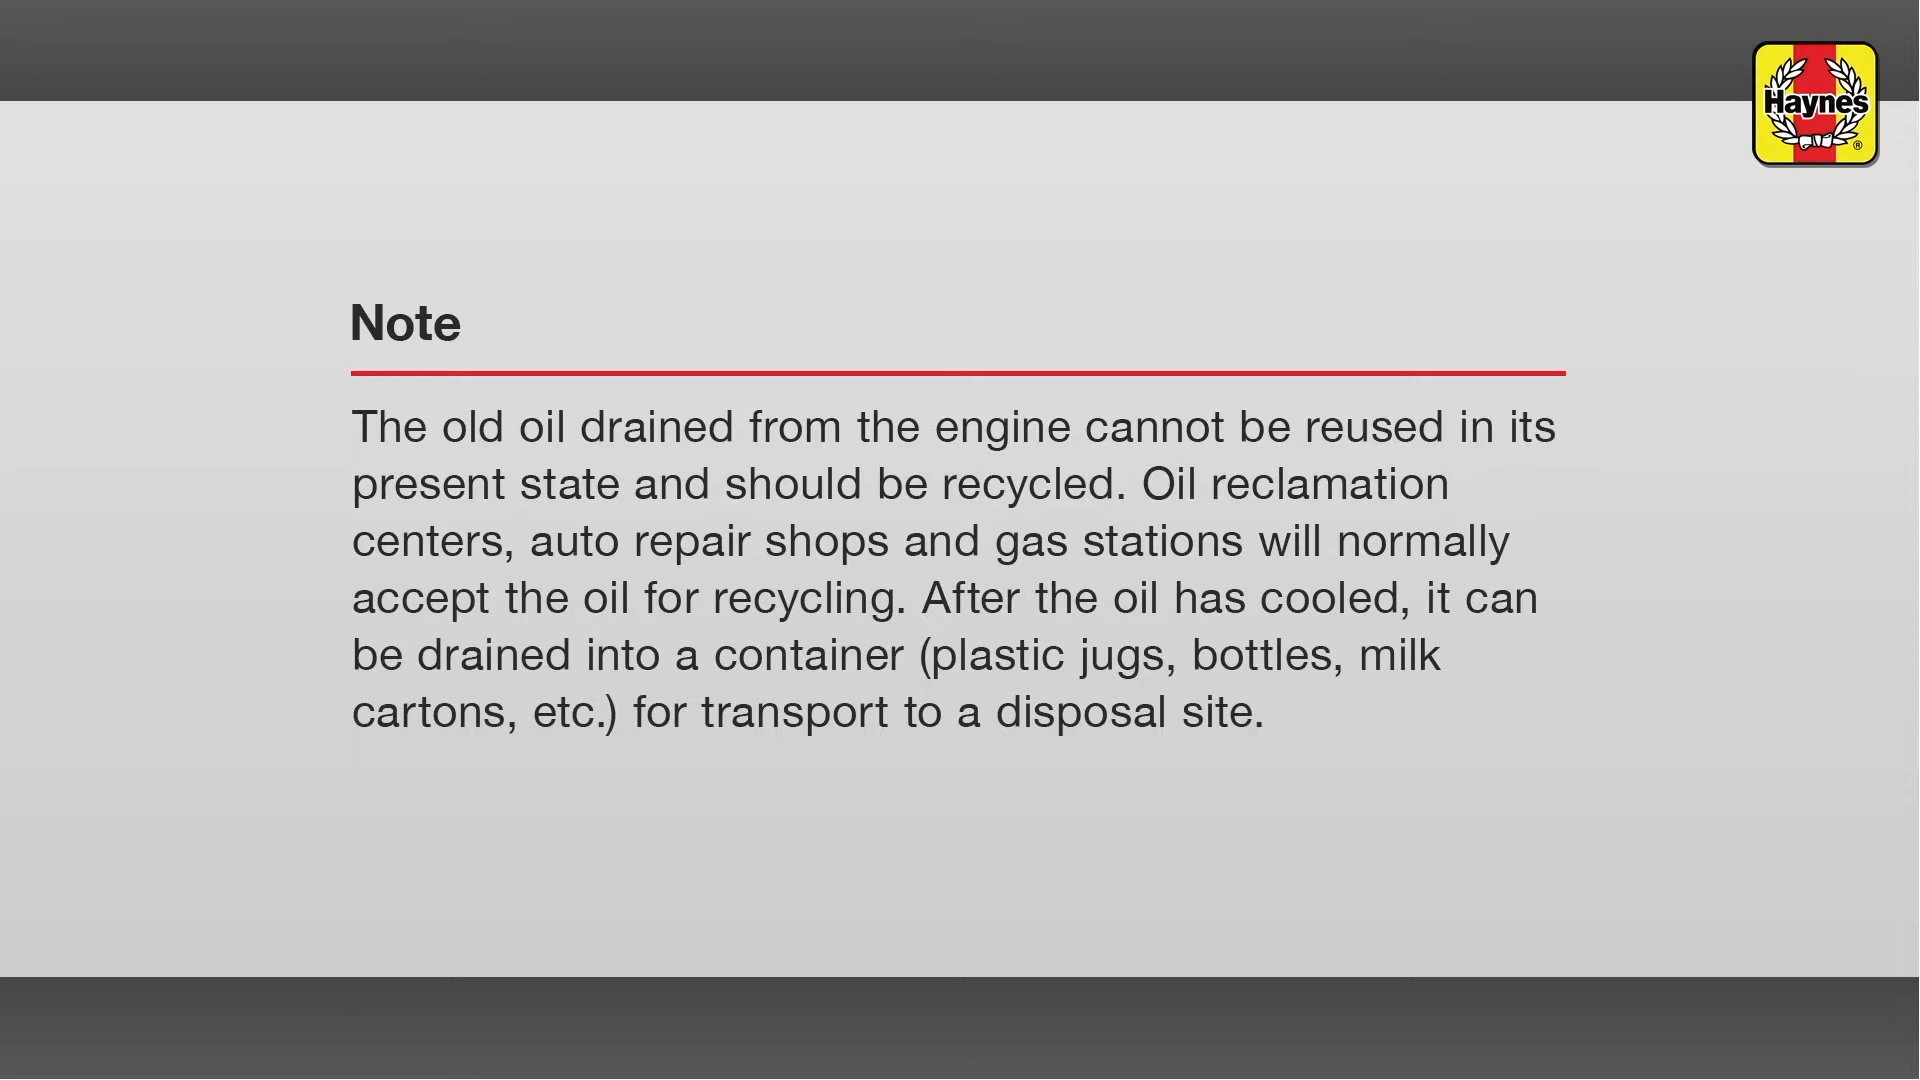 Haynes
®
Note
The old oil drained from the engine cannot be reused in its
present state and should be recycled. Oil reclamation
centers, auto repair shops and gas stations will normally
accept the oil for recycling. After the oil has cooled, it can
be drained into a container (plastic jugs, bottles, milk
cartons, etc.) for transport to a disposal site.